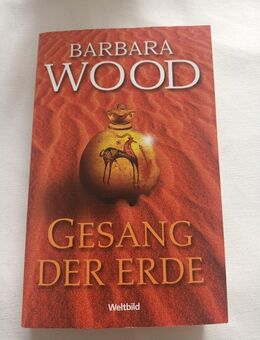 BARBARA
WOOD
GESANG
DER ERDE
Weltbild